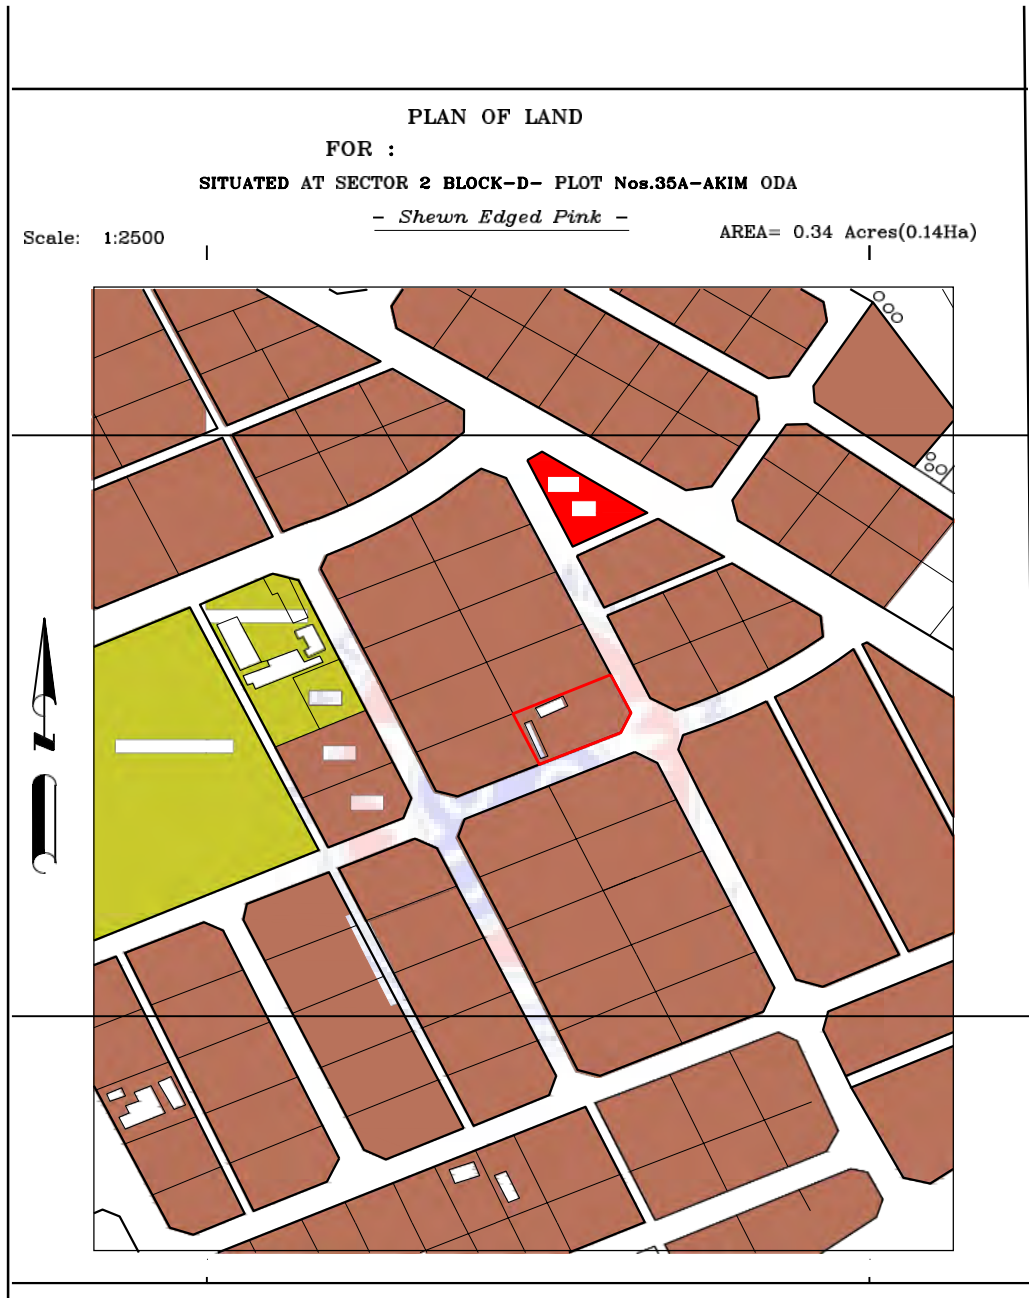 PLAN OF LAND
FOR :
SITUATED AT SECTOR 2 BLOCK-D- PLOT Nos.35A-AKIM ODA
- Shewn Edged Pink -
Scale: 1:2500
AREA= 0.34 Acres(0.14Ha)